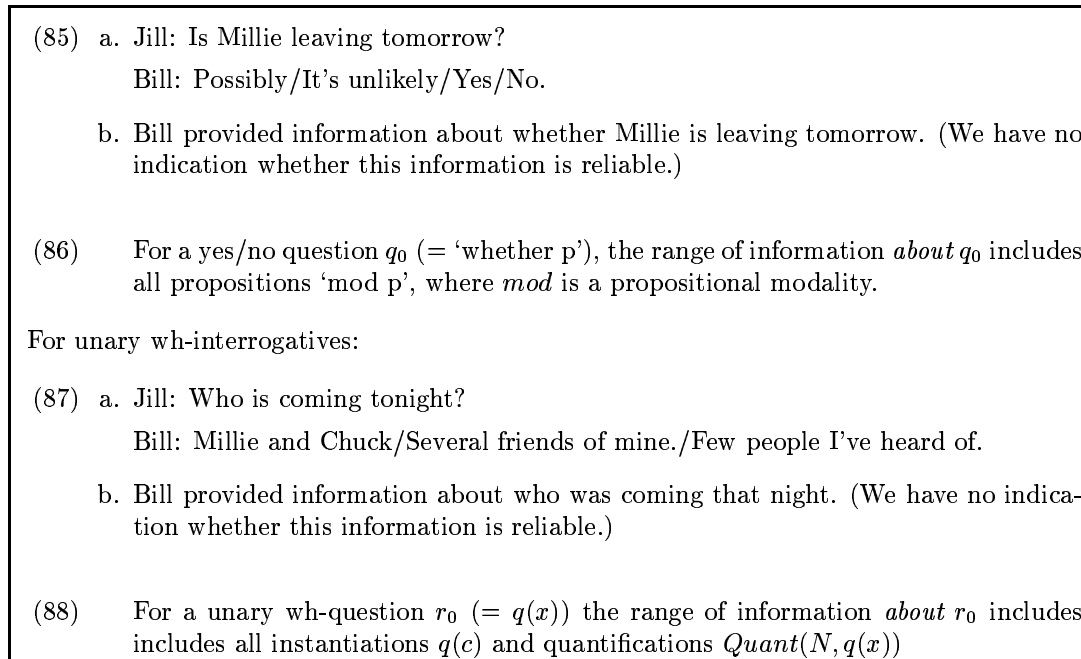 (85) a. Jill: Is Millie leaving tomorrow?
Bill: Possibly/It's unlikely/Yes/No.
b. Bill provided information about whether Millie is leaving tomorrow. (We have no
indication whether this information is reliable.)
(86) For a yes/no question q₀ (= ‘whether p’), the range of information about q₀ includes
all propositions ‘mod p’, where mod is a propositional modality.
For unary wh-interrogatives:
(87) a. Jill: Who is coming tonight?
Bill: Millie and Chuck/Several friends of mine./Few people I've heard of.
b. Bill provided information about who was coming that night. (We have no indica-
tion whether this information is reliable.)
(88) For a unary wh-question r₀ (= q(x)) the range of information about r₀ includes
includes all instantiations q(c) and quantifications Quant(N, q(x))